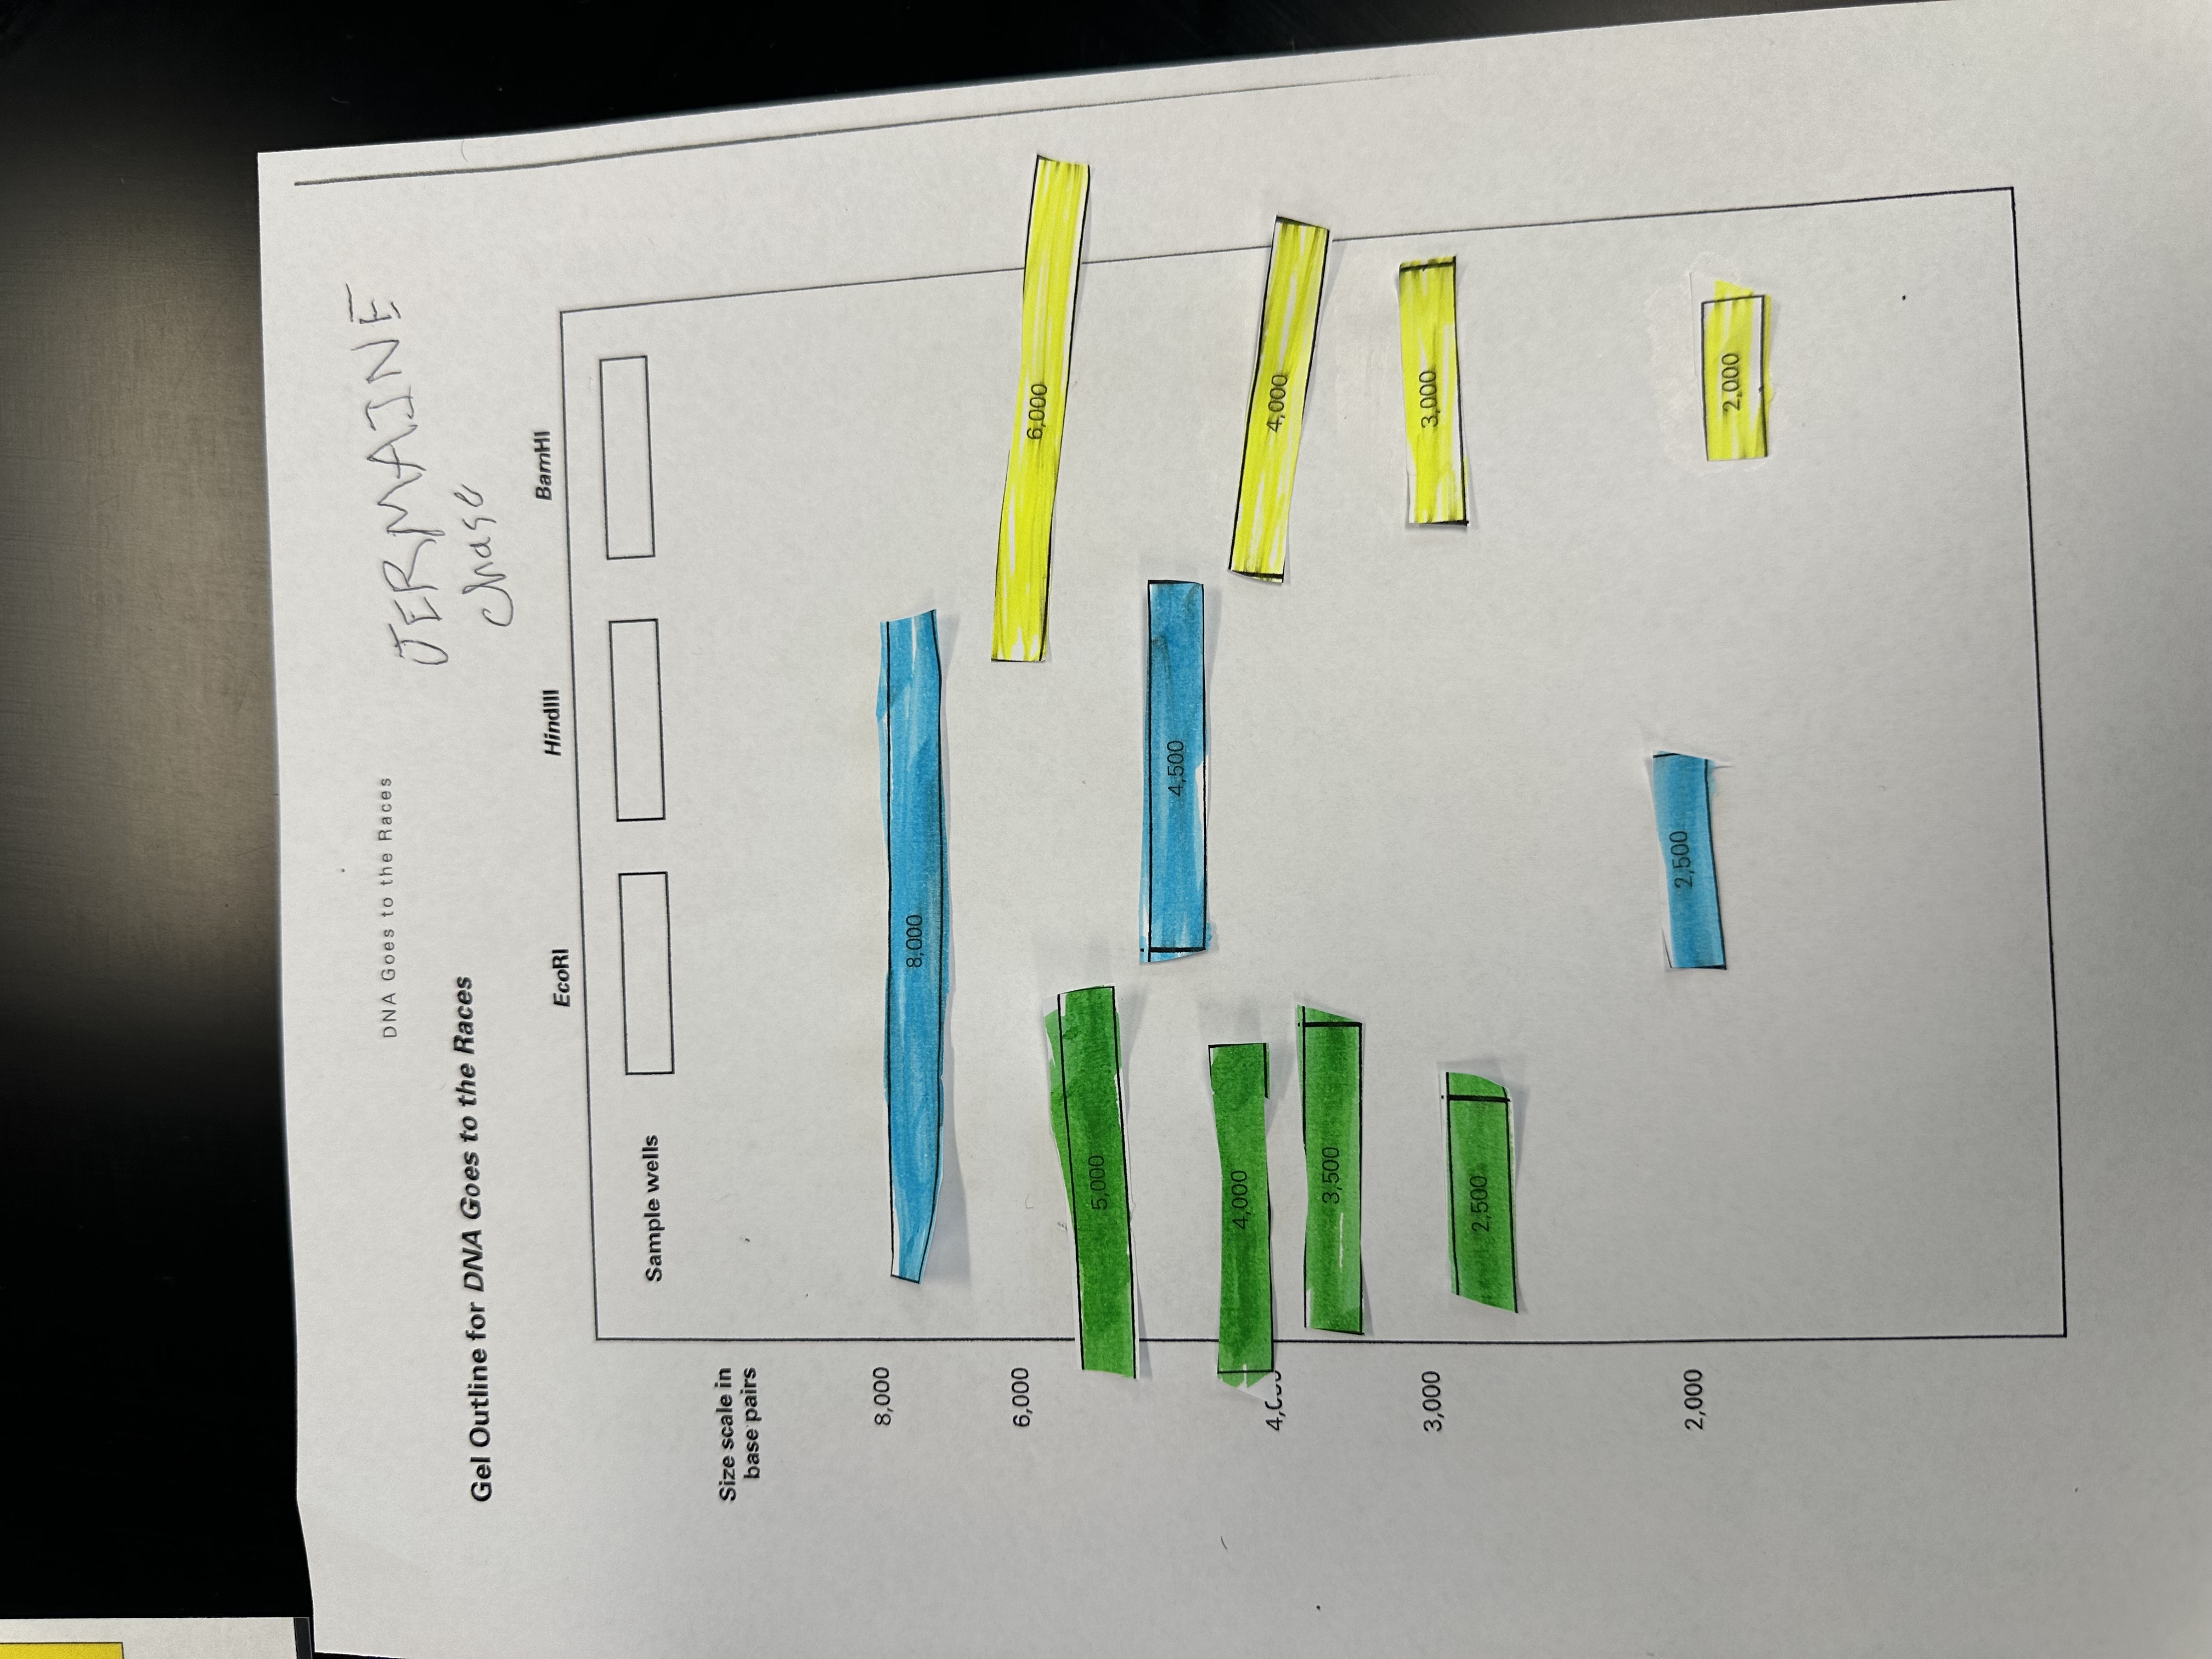 DNA Goes to the Races
JERMAINE
chase
Gel Outline for DNA Goes to the Races
EcoRI HindIII BamHI
Sample wells
Size scale in
base pairs
8,000
8,000
6,000
6,000
5,000
4,500
4,000
4,000
3,500
3,000
3,000
2,500
2,500
2,000
2,000